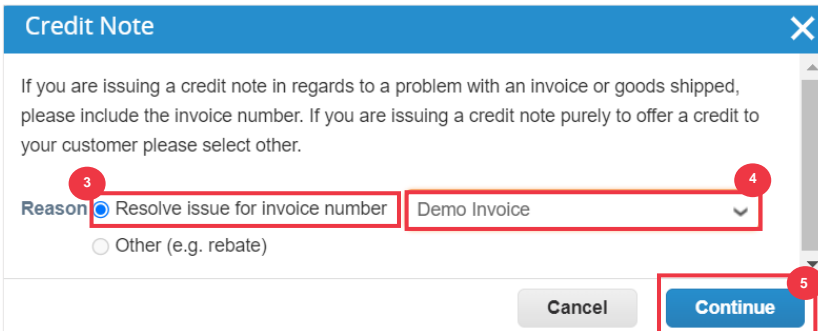 Credit Note
If you are issuing a credit note in regards to a problem with an invoice or goods shipped,
please include the invoice number. If you are issuing a credit note purely to offer a credit to
your customer please select other.
3
4
Reason Resolve issue for invoice number Demo Invoice
Other (e.g. rebate)
5
Cancel Continue